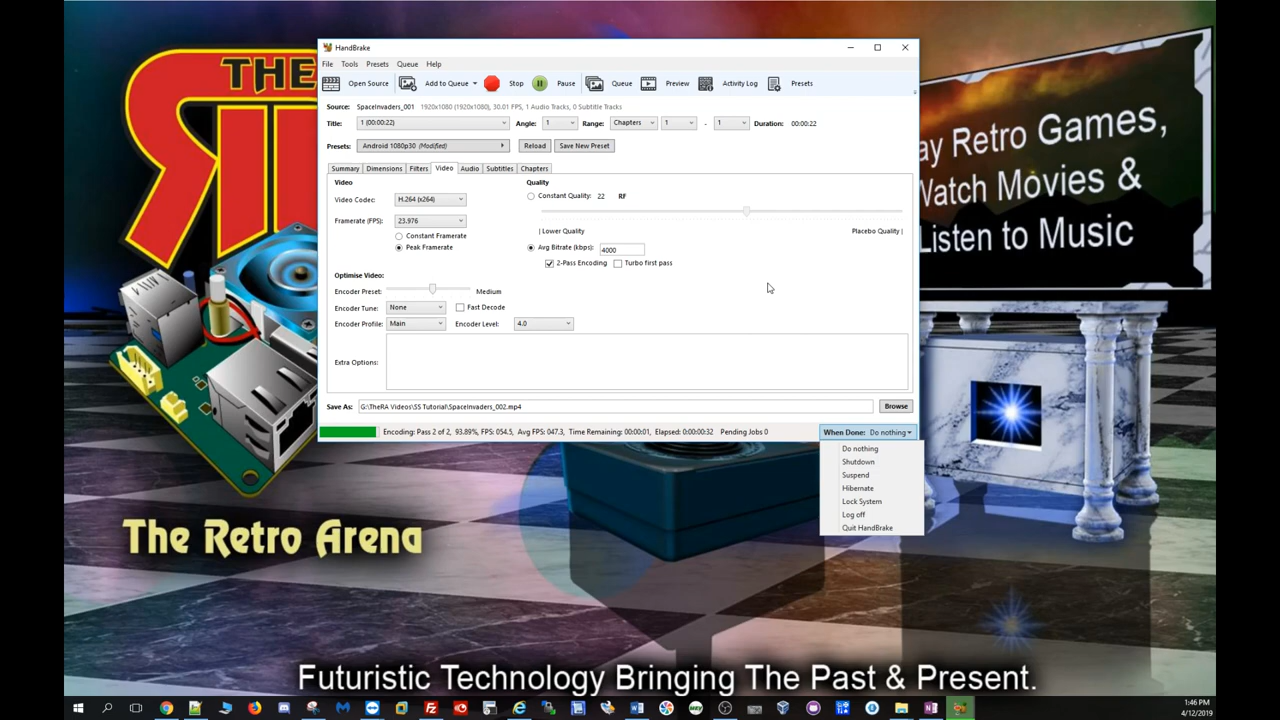 HandBrake
File Tools Presets Queue Help
Open Source Add to Queue Stop Pause Queue Preview Activity Log Presets
Source: SpaceInvaders_001 1920x1080 (1920x1080), 30.01 FPS, 1 Audio Tracks, 0 Subtitle Tracks
Title: 1 (00:00:22) Angle: 1 Range: Chapters 1 - 1 Duration: 00:00:22
Presets: Android 1080p30 (Modified) Reload Save New Preset
Summary Dimensions Filters Video Audio Subtitles Chapters
Video Quality
Video Codec: H.264 (x264) Constant Quality: 22 RF
Framerate (FPS): 23.976
| Lower Quality Placebo Quality |
Constant Framerate
Peak Framerate Avg Bitrate (kbps): 4000
2-Pass Encoding Turbo first pass
Optimise Video:
Encoder Preset: Medium
Encoder Tune: None Fast Decode
Encoder Profile: Main Encoder Level: 4.0
Extra Options:
Save As: G:\TheRA Videos\SS Tutorial\SpaceInvaders_002.mp4 Browse
Encoding: Pass 2 of 2, 93.89%, FPS: 054.5, Avg FPS: 047.3, Time Remaining: 00:00:01, Elapsed: 0:00:00:32 Pending Jobs 0 When Done: Do nothing
Do nothing
Shutdown
Suspend
Hibernate
Lock System
Log off
Quit HandBrake
THE
ay Retro Games,
Watch Movies &
Listen to Music
The Retro Arena
Futuristic Technology Bringing The Past & Present.
1:46 PM
4/12/2019